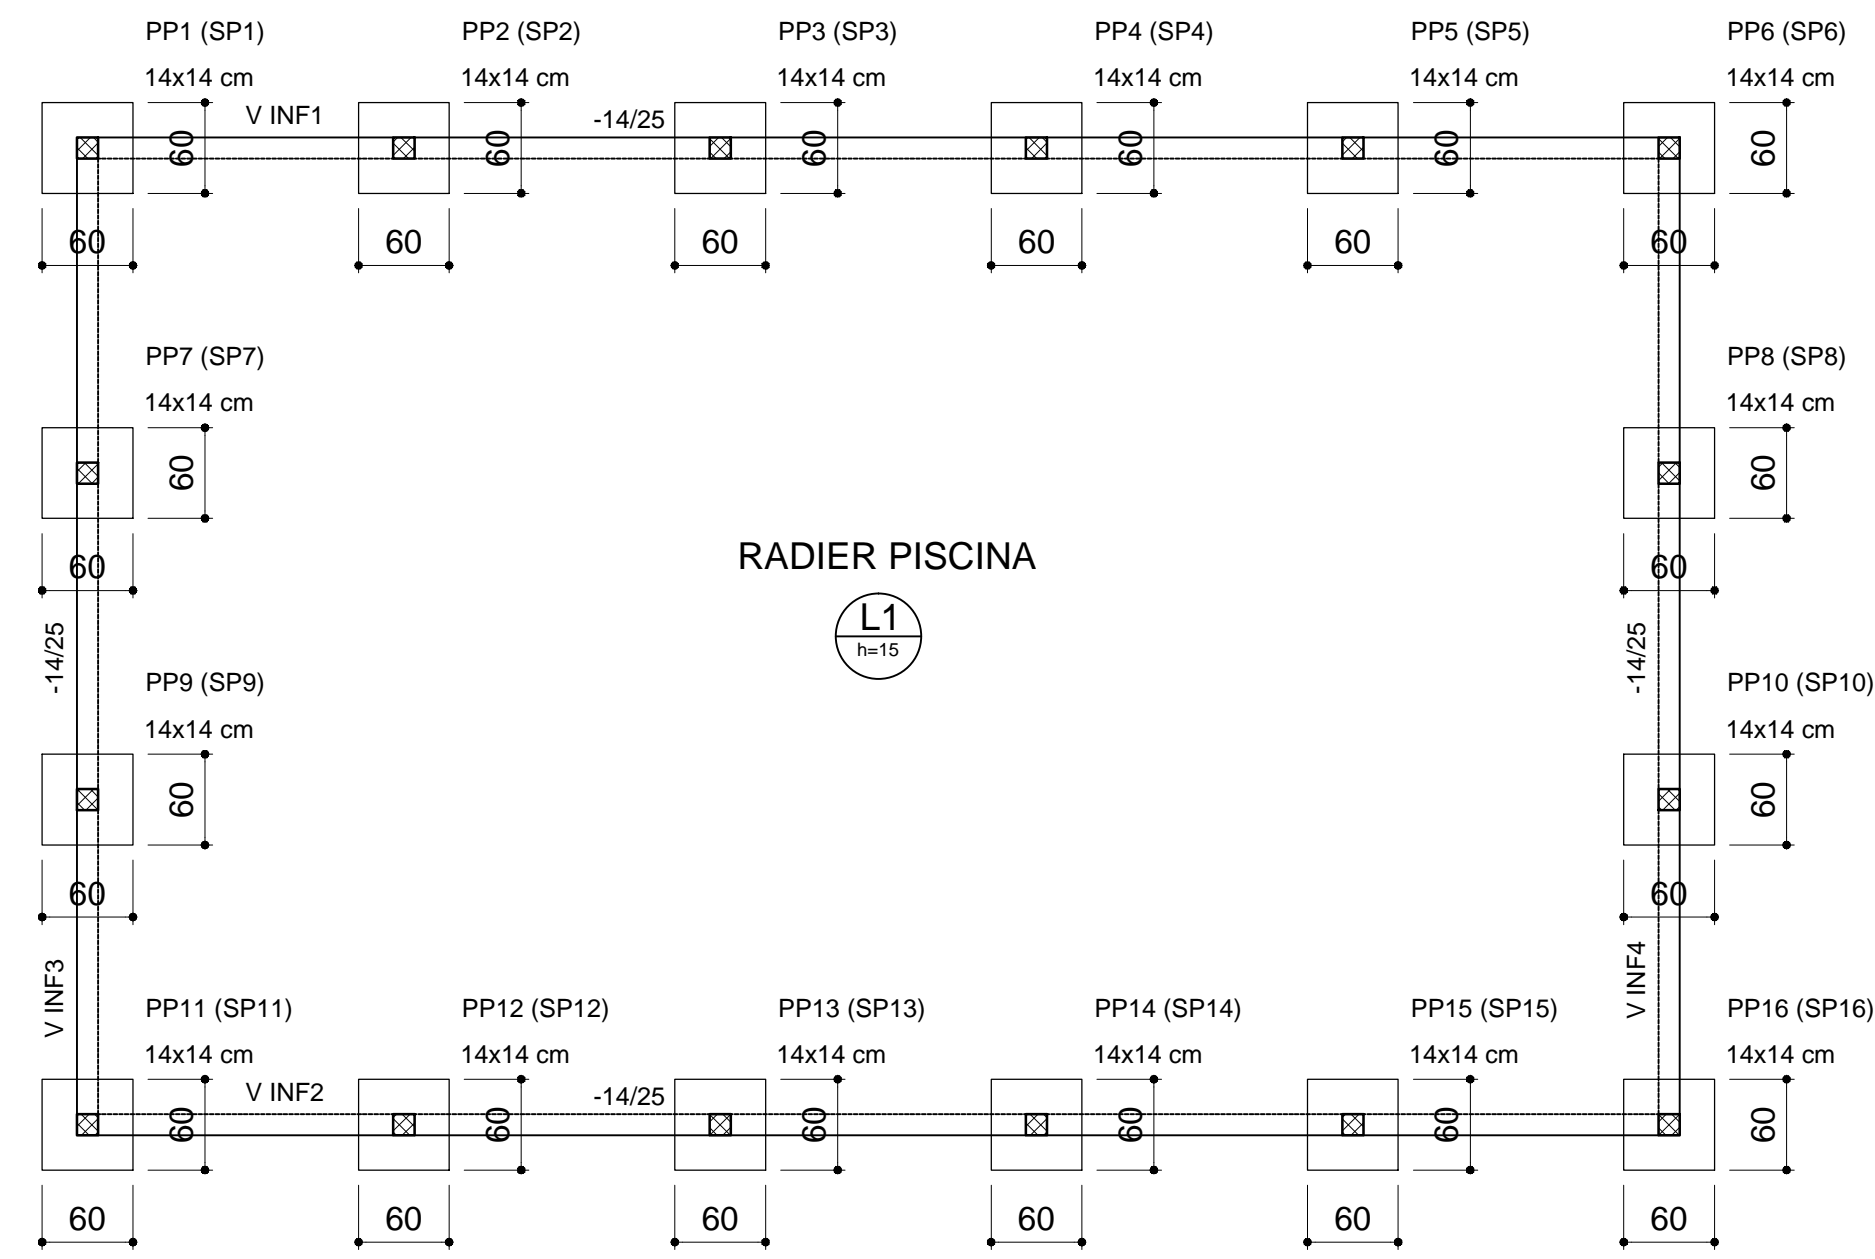 PP1 (SP1) PP2 (SP2) PP3 (SP3) PP4 (SP4) PP5 (SP5) PP6 (SP6)
14x14 cm 14x14 cm 14x14 cm 14x14 cm 14x14 cm 14x14 cm
V INF1 -14/25
60 60 60 60 60 60
60 60 60 60 60 60
PP7 (SP7) PP8 (SP8)
14x14 cm 14x14 cm
60 60
60 60
RADIER PISCINA
L1
h=15
-14/25 -14/25
PP9 (SP9) PP10 (SP10)
14x14 cm 14x14 cm
60 60
60 60
V INF3 V INF4
PP11 (SP11) PP12 (SP12) PP13 (SP13) PP14 (SP14) PP15 (SP15) PP16 (SP16)
14x14 cm 14x14 cm 14x14 cm 14x14 cm 14x14 cm 14x14 cm
V INF2 -14/25
60 60 60 60 60 60
60 60 60 60 60 60